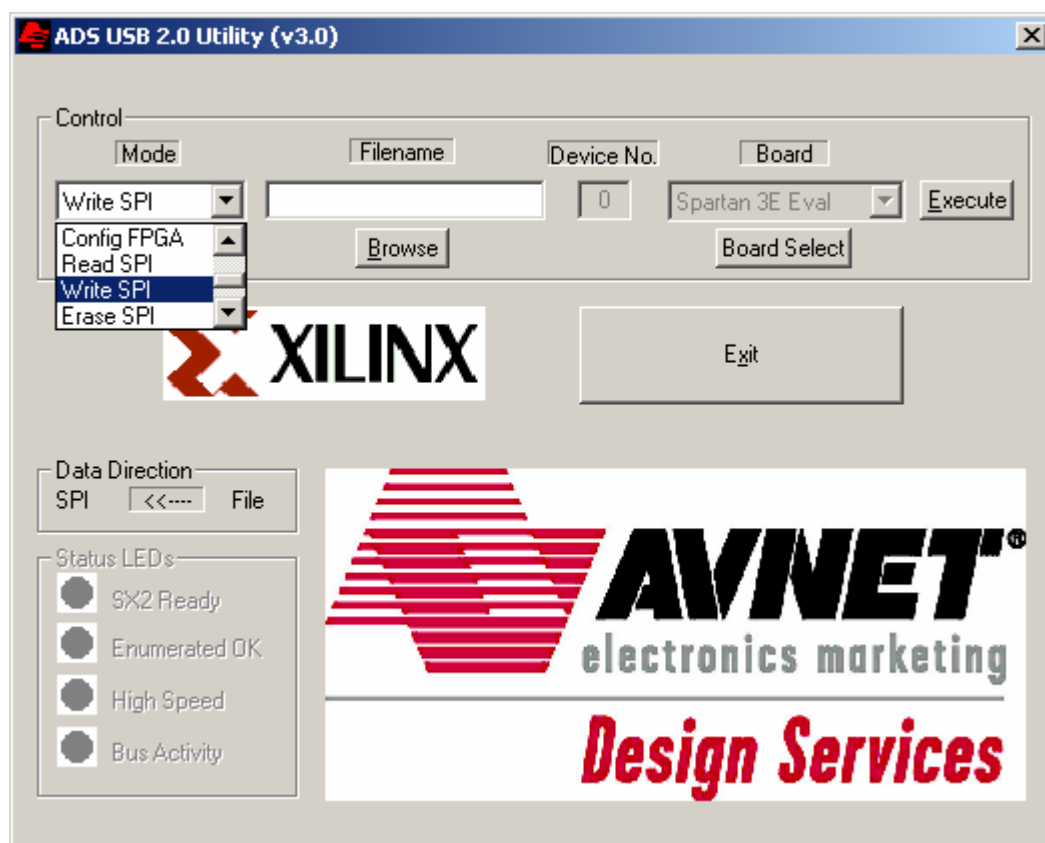 ADS USB 2.0 Utility (v3.0)
Control
Mode Filename Device No. Board
Write SPI 0 Spartan 3E Eval Execute
Browse Board Select
Config FPGA
Read SPI
Write SPI
Erase SPI
XILINX
Exit
Data Direction
SPI <<---- File
Status LEDs
SX2 Ready
Enumerated OK
High Speed
Bus Activity
AVNET®
electronics marketing
Design Services